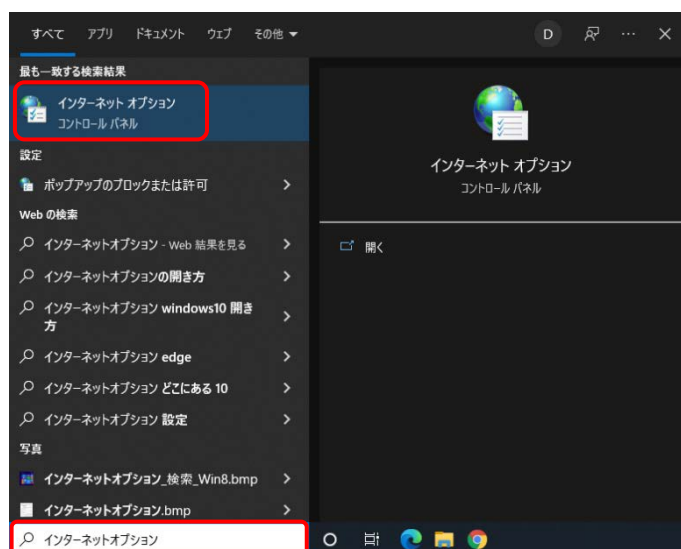 すべて アプリ ドキュメント ウェブ その他 D ···
最も一致する検索結果
インターネット オプション
コントロール パネル
設定
ポップアップのブロックまたは許可
Web の検索
インターネットオプション - Web 結果を見る
インターネットオプションの開き方
インターネットオプション windows10 開き
方
インターネットオプション edge
インターネットオプション どこにある 10
インターネットオプション 設定
写真
インターネットオプション_検索_Win8.bmp
インターネットオプション.bmp
インターネットオプション
インターネット オプション
コントロール パネル
開く